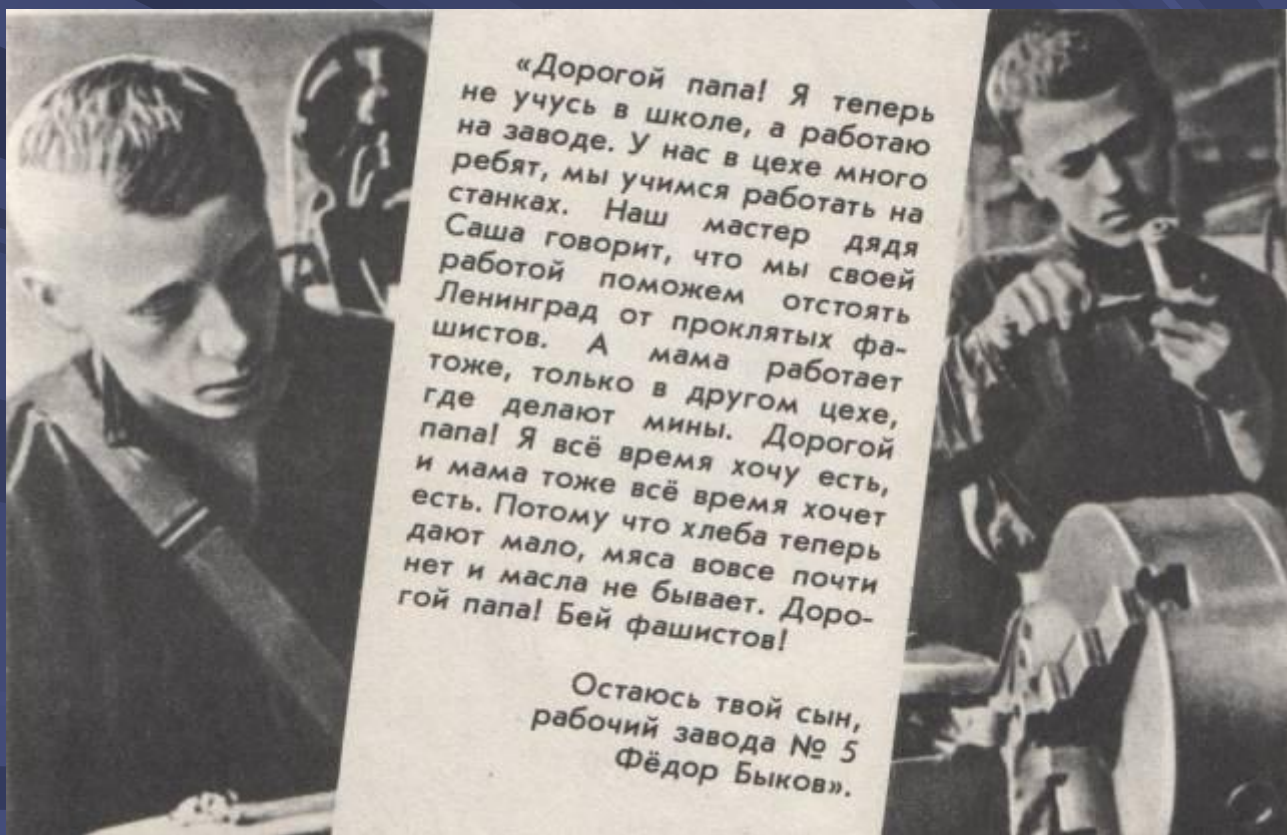 «Дорогой папа! Я теперь
не учусь в школе, а работаю
на заводе. У нас в цехе много
ребят, мы учимся работать на
станках. Наш мастер дядя
Саша говорит, что мы своей
работой поможем отстоять
Ленинград от проклятых фа-
шистов. А мама работает
тоже, только в другом цехе,
где делают мины. Дорогой
папа! Я всё время хочу есть,
и мама тоже всё время хочет
есть. Потому что хлеба теперь
дают мало, мяса вовсе почти
нет и масла не бывает. Доро-
гой папа! Бей фашистов!
Остаюсь твой сын,
рабочий завода № 5
Фёдор Быков».